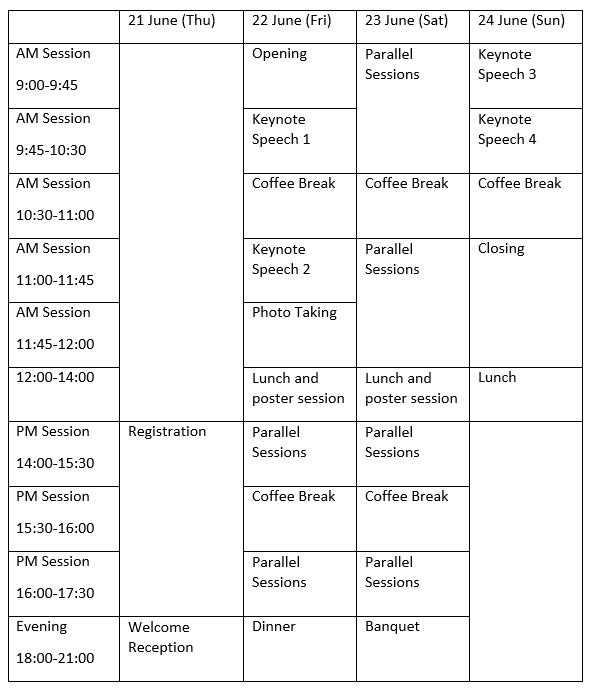 21 June (Thu) 22 June (Fri) 23 June (Sat) 24 June (Sun)
AM Session Opening Parallel Keynote
Sessions Speech 3
9:00-9:45
AM Session Keynote Keynote
Speech 1 Speech 4
9:45-10:30
AM Session Coffee Break Coffee Break Coffee Break
10:30-11:00
AM Session Keynote Parallel Closing
Speech 2 Sessions
11:00-11:45
AM Session Photo Taking
11:45-12:00
12:00-14:00 Lunch and Lunch and Lunch
poster session poster session
PM Session Registration Parallel Parallel
Sessions Sessions
14:00-15:30
PM Session Coffee Break Coffee Break
15:30-16:00
PM Session Parallel Parallel
Sessions Sessions
16:00-17:30
Evening Welcome Dinner Banquet
Reception
18:00-21:00